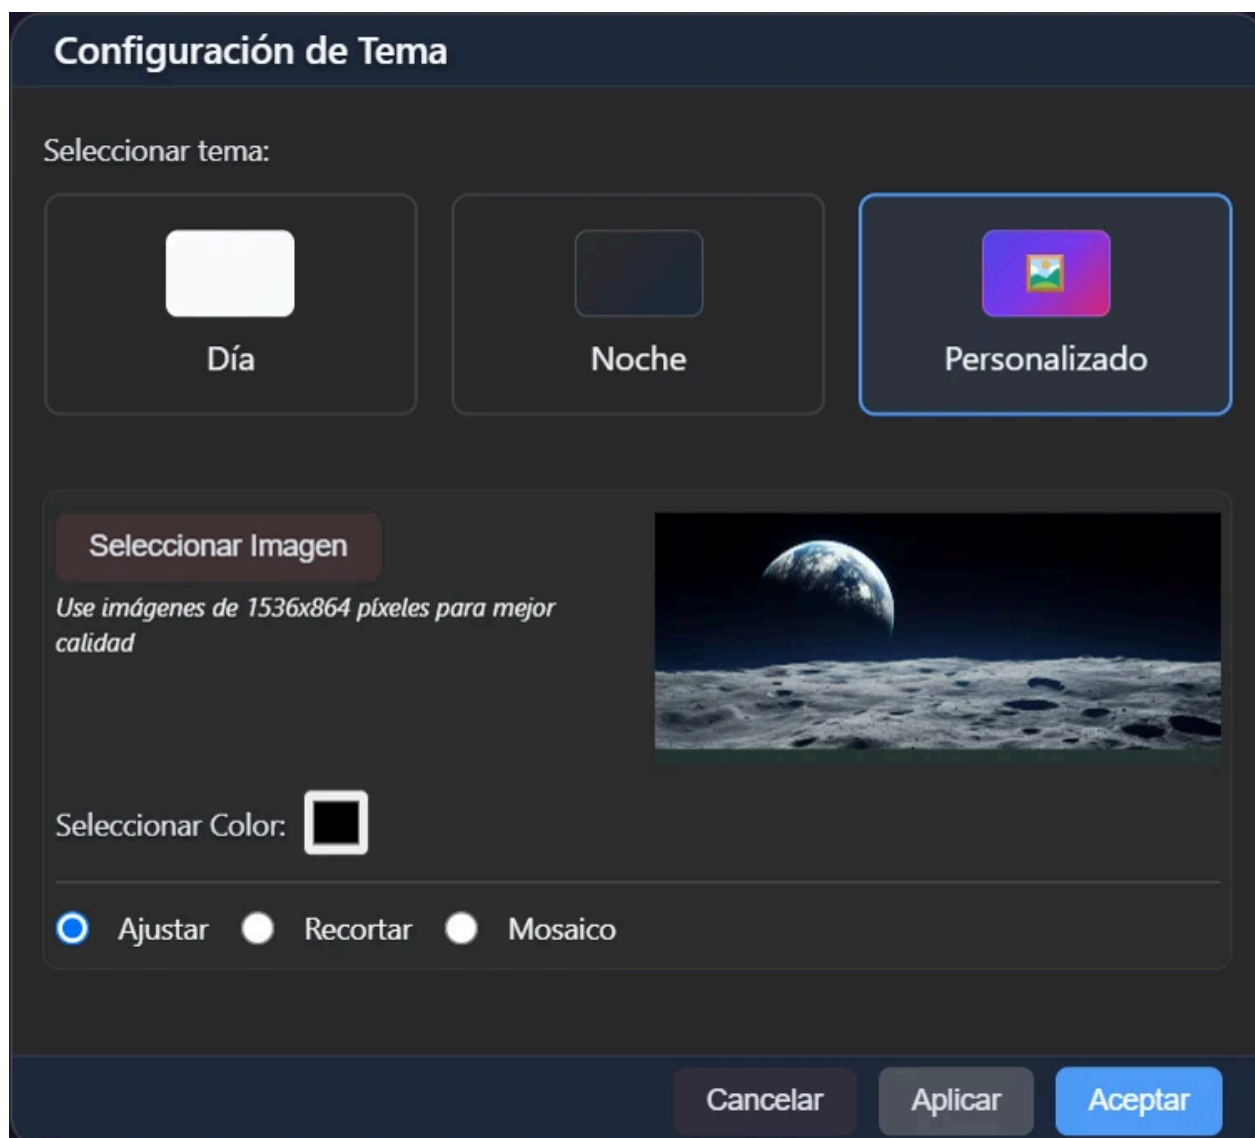 Configuración de Tema
Seleccionar tema:
Día
Noche
Personalizado
Seleccionar Imagen
Use imágenes de 1536x864 píxeles para mejor
calidad
Seleccionar Color:
Ajustar
Recortar
Mosaico
Cancelar
Aplicar
Aceptar